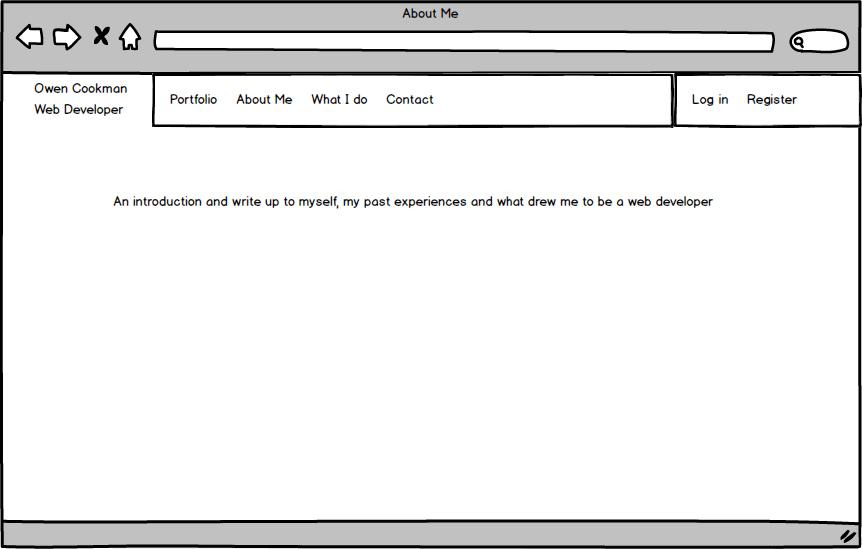 About Me
Owen Cookman
Web Developer
Portfolio About Me What I do Contact
Log in Register
An introduction and write up to myself, my past experiences and what drew me to be a web developer